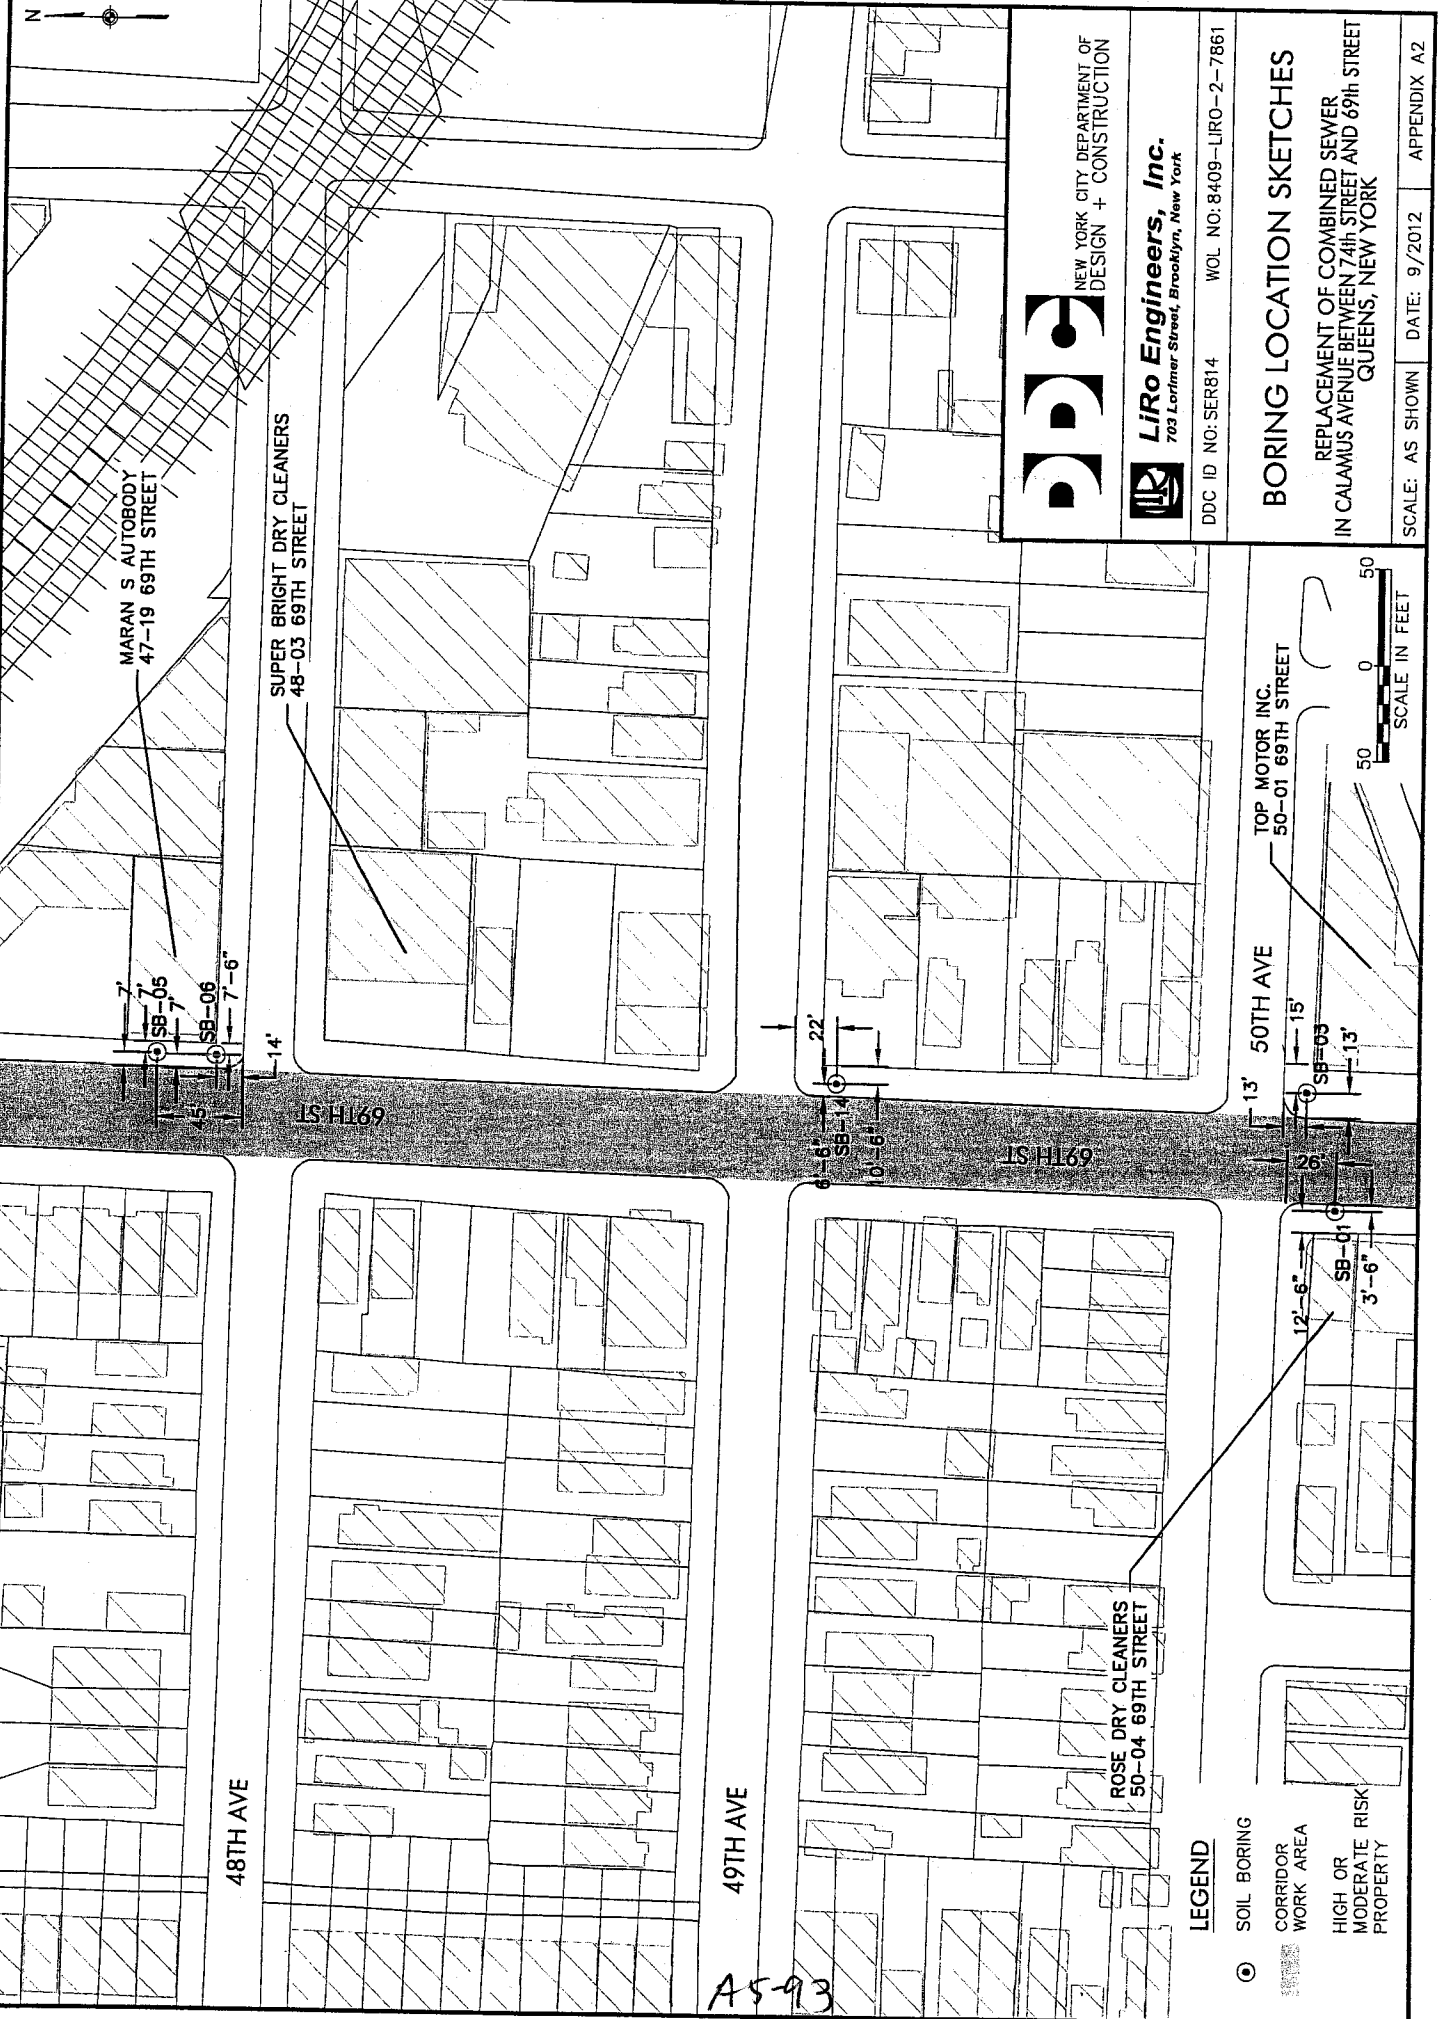 N
MARAN S AUTOBODY
47-19 69TH STREET
SUPER BRIGHT DRY CLEANERS
48-03 69TH STREET
7'
7'
SB-05
7'
SB-06
7'-6"
45'
14'
69TH ST
22'
6'-6"
SB-14
10'-6"
69TH ST
50TH AVE
TOP MOTOR INC.
50-01 69TH STREET
13'
15'
SB-03
13'
26'
12'-6"
SB-01
3'-6"
ROSE DRY CLEANERS
50-04 69TH STREET
48TH AVE
49TH AVE
LEGEND
SOIL BORING
CORRIDOR
WORK AREA
HIGH OR
MODERATE RISK
PROPERTY
50 0 50
SCALE IN FEET
DDC
NEW YORK CITY DEPARTMENT OF
DESIGN + CONSTRUCTION
LiRo Engineers, Inc.
703 Lorimer Street, Brooklyn, New York
DDC ID NO: SER814 WOL NO: 8409-LIRO-2-7861
BORING LOCATION SKETCHES
REPLACEMENT OF COMBINED SEWER
IN CALAMUS AVENUE BETWEEN 74th STREET AND 69th STREET
QUEENS, NEW YORK
SCALE: AS SHOWN DATE: 9/2012 APPENDIX A2
A5-93